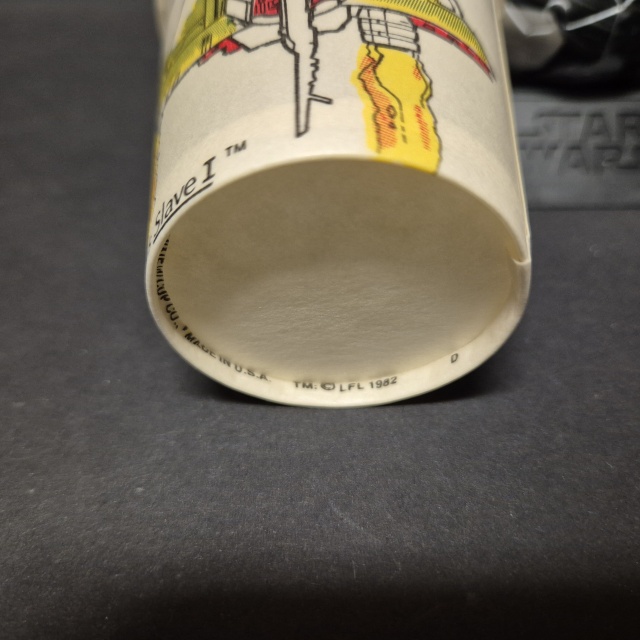 Slave I ™
MADE IN U.S.A. TM: © LFL 1982 D
STAR
WARS